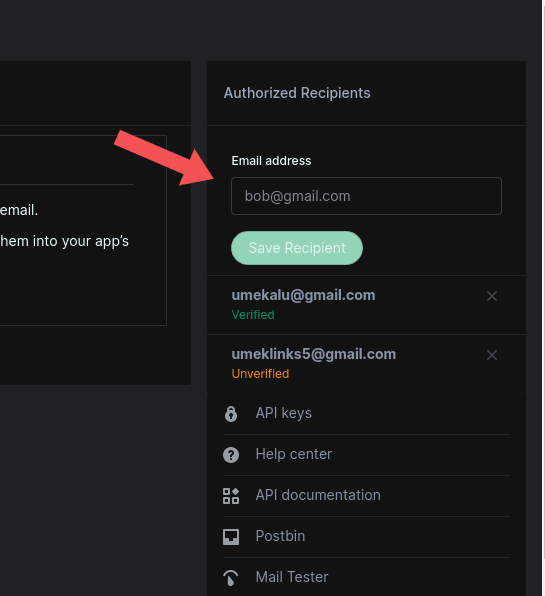 Authorized Recipients
Email address
email.
bob@gmail.com
hem into your app's
Save Recipient
umekalu@gmail.com
Verified
umeklinks5@gmail.com
Unverified
API keys
Help center
API documentation
Postbin
Mail Tester